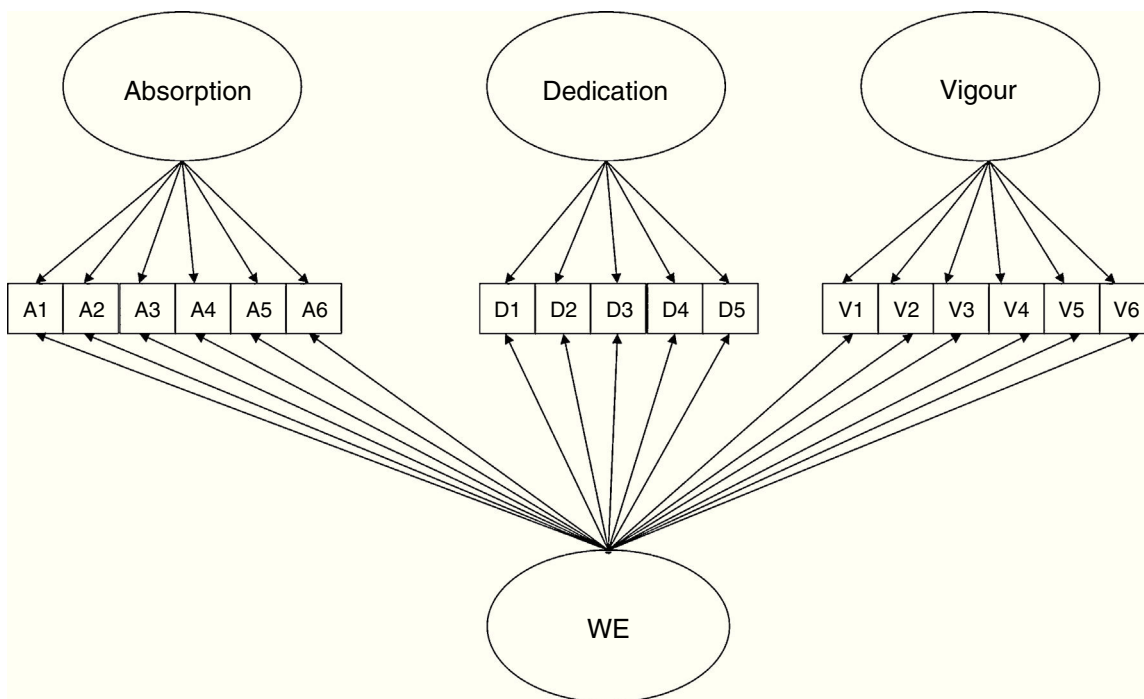 Absorption Dedication Vigour
A1 A2 A3 A4 A5 A6 D1 D2 D3 D4 D5 V1 V2 V3 V4 V5 V6
WE